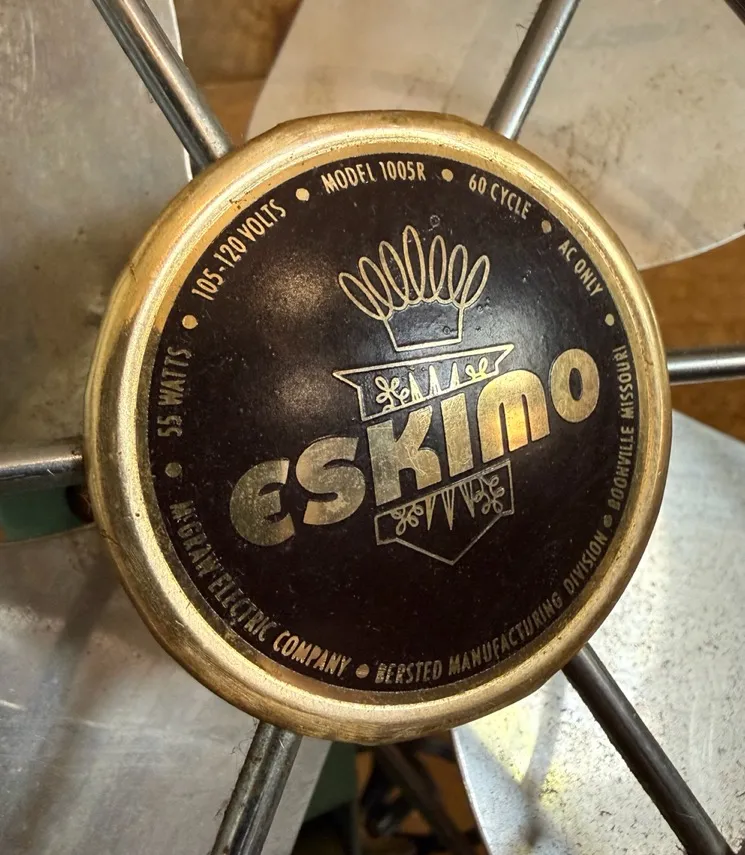 55 WATTS • 105-120 VOLTS • MODEL 1005R • 60 CYCLE • AC ONLY •
ESKIMO
McGRAW ELECTRIC COMPANY • BERSTED MANUFACTURING DIVISION • BOONVILLE MISSOURI